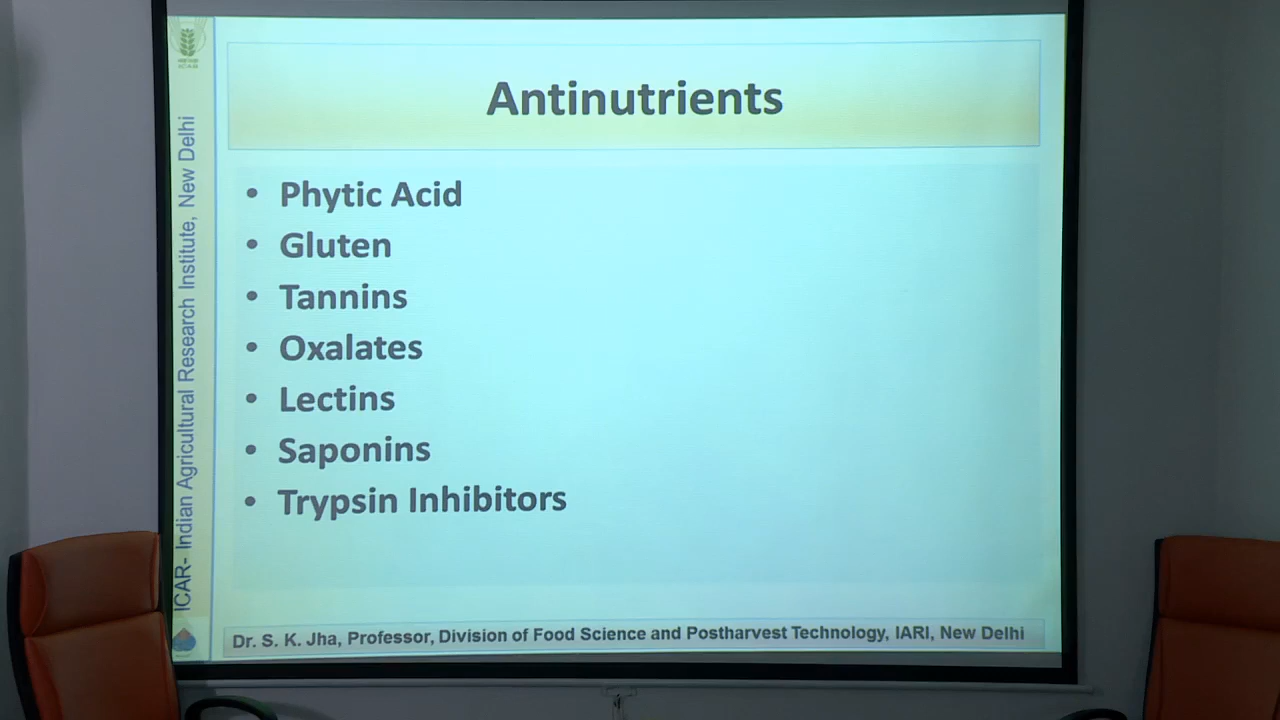 Antinutrients
• Phytic Acid
• Gluten
• Tannins
• Oxalates
• Lectins
• Saponins
• Trypsin Inhibitors
ICAR- Indian Agricultural Research Institute, New Delhi
Dr. S. K. Jha, Professor, Division of Food Science and Postharvest Technology, IARI, New Delhi